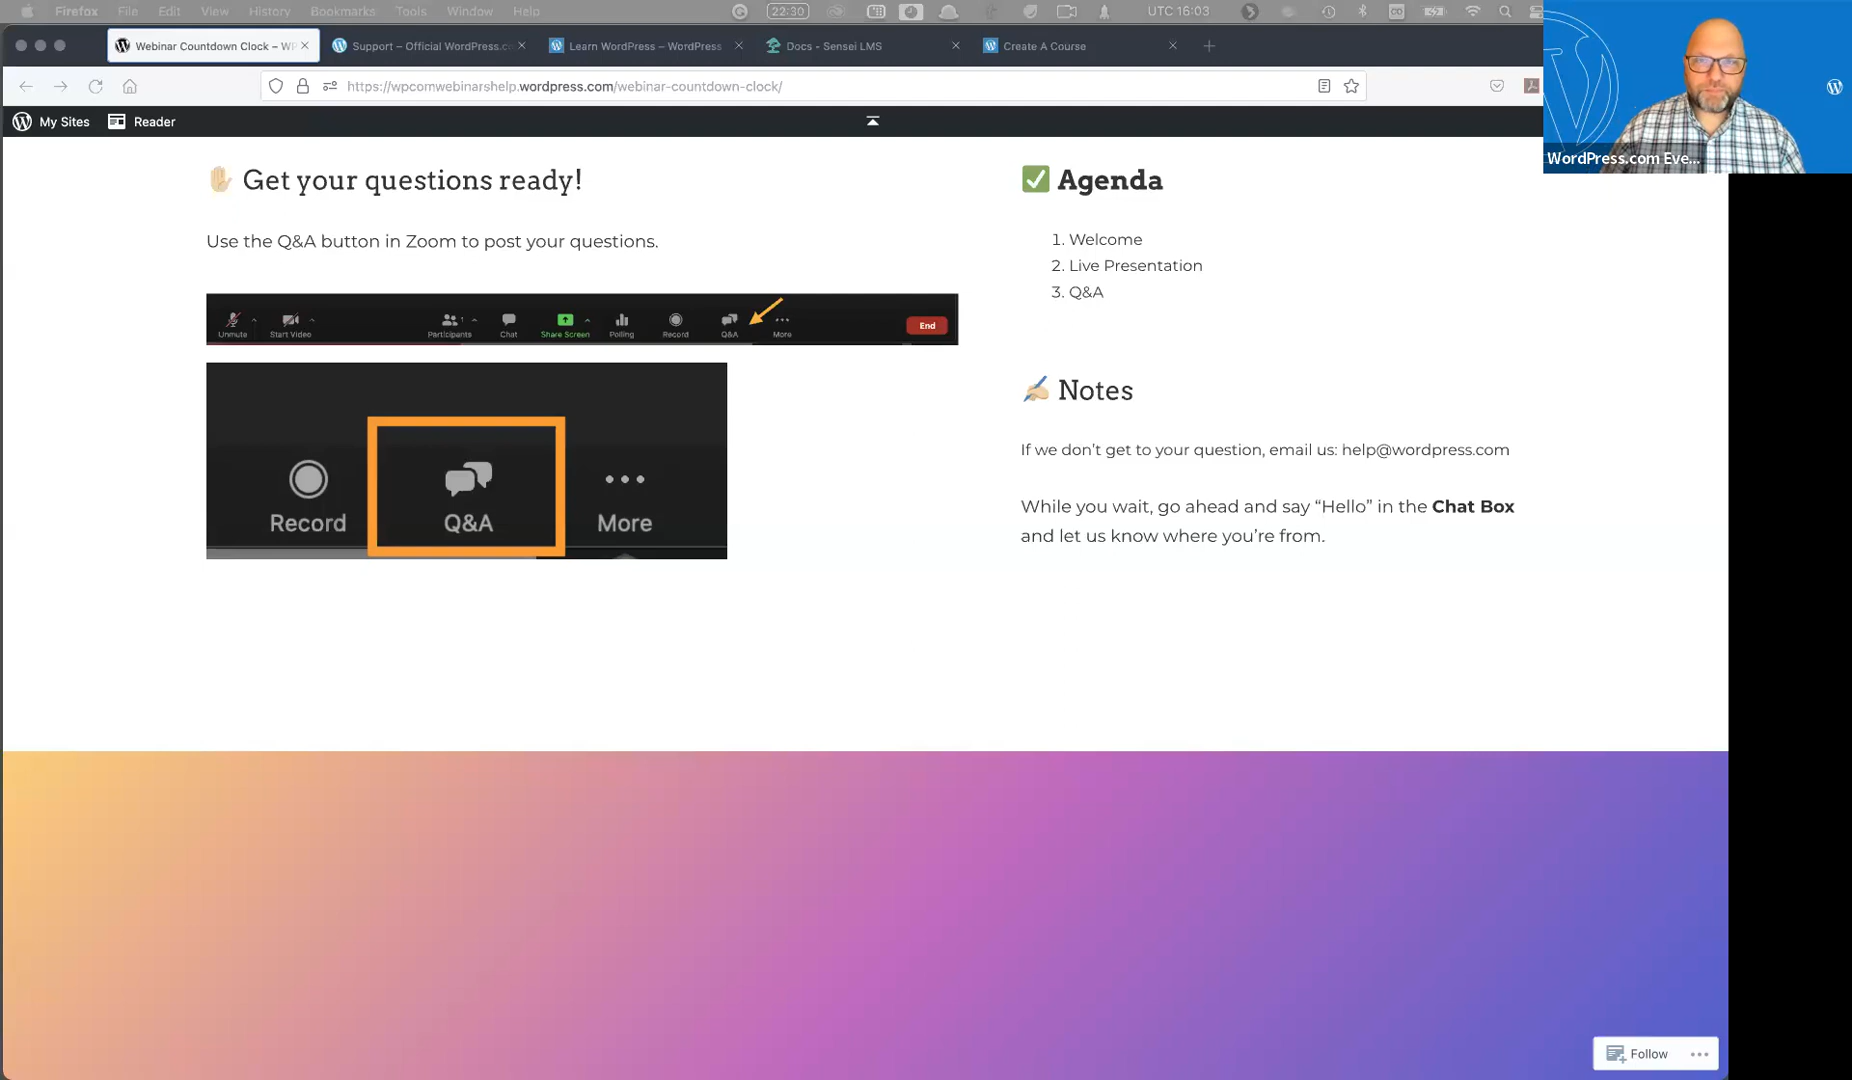 Firefox File Edit View History Bookmarks Tools Window Help 22:30 UTC 16:03
Webinar Countdown Clock – WP Support – Official WordPress.co Learn WordPress – WordPress Docs - Sensei LMS Create A Course
https://wpcomwebinarshelp.wordpress.com/webinar-countdown-clock/
My Sites Reader
WordPress.com Eve...
Get your questions ready!
Use the Q&A button in Zoom to post your questions.
Unmute Start Video Participants 1 Chat Share Screen Polling Record Q&A More End
Record Q&A More
Agenda
1. Welcome
2. Live Presentation
3. Q&A
Notes
If we don’t get to your question, email us: help@wordpress.com
While you wait, go ahead and say “Hello” in the Chat Box
and let us know where you’re from.
Follow